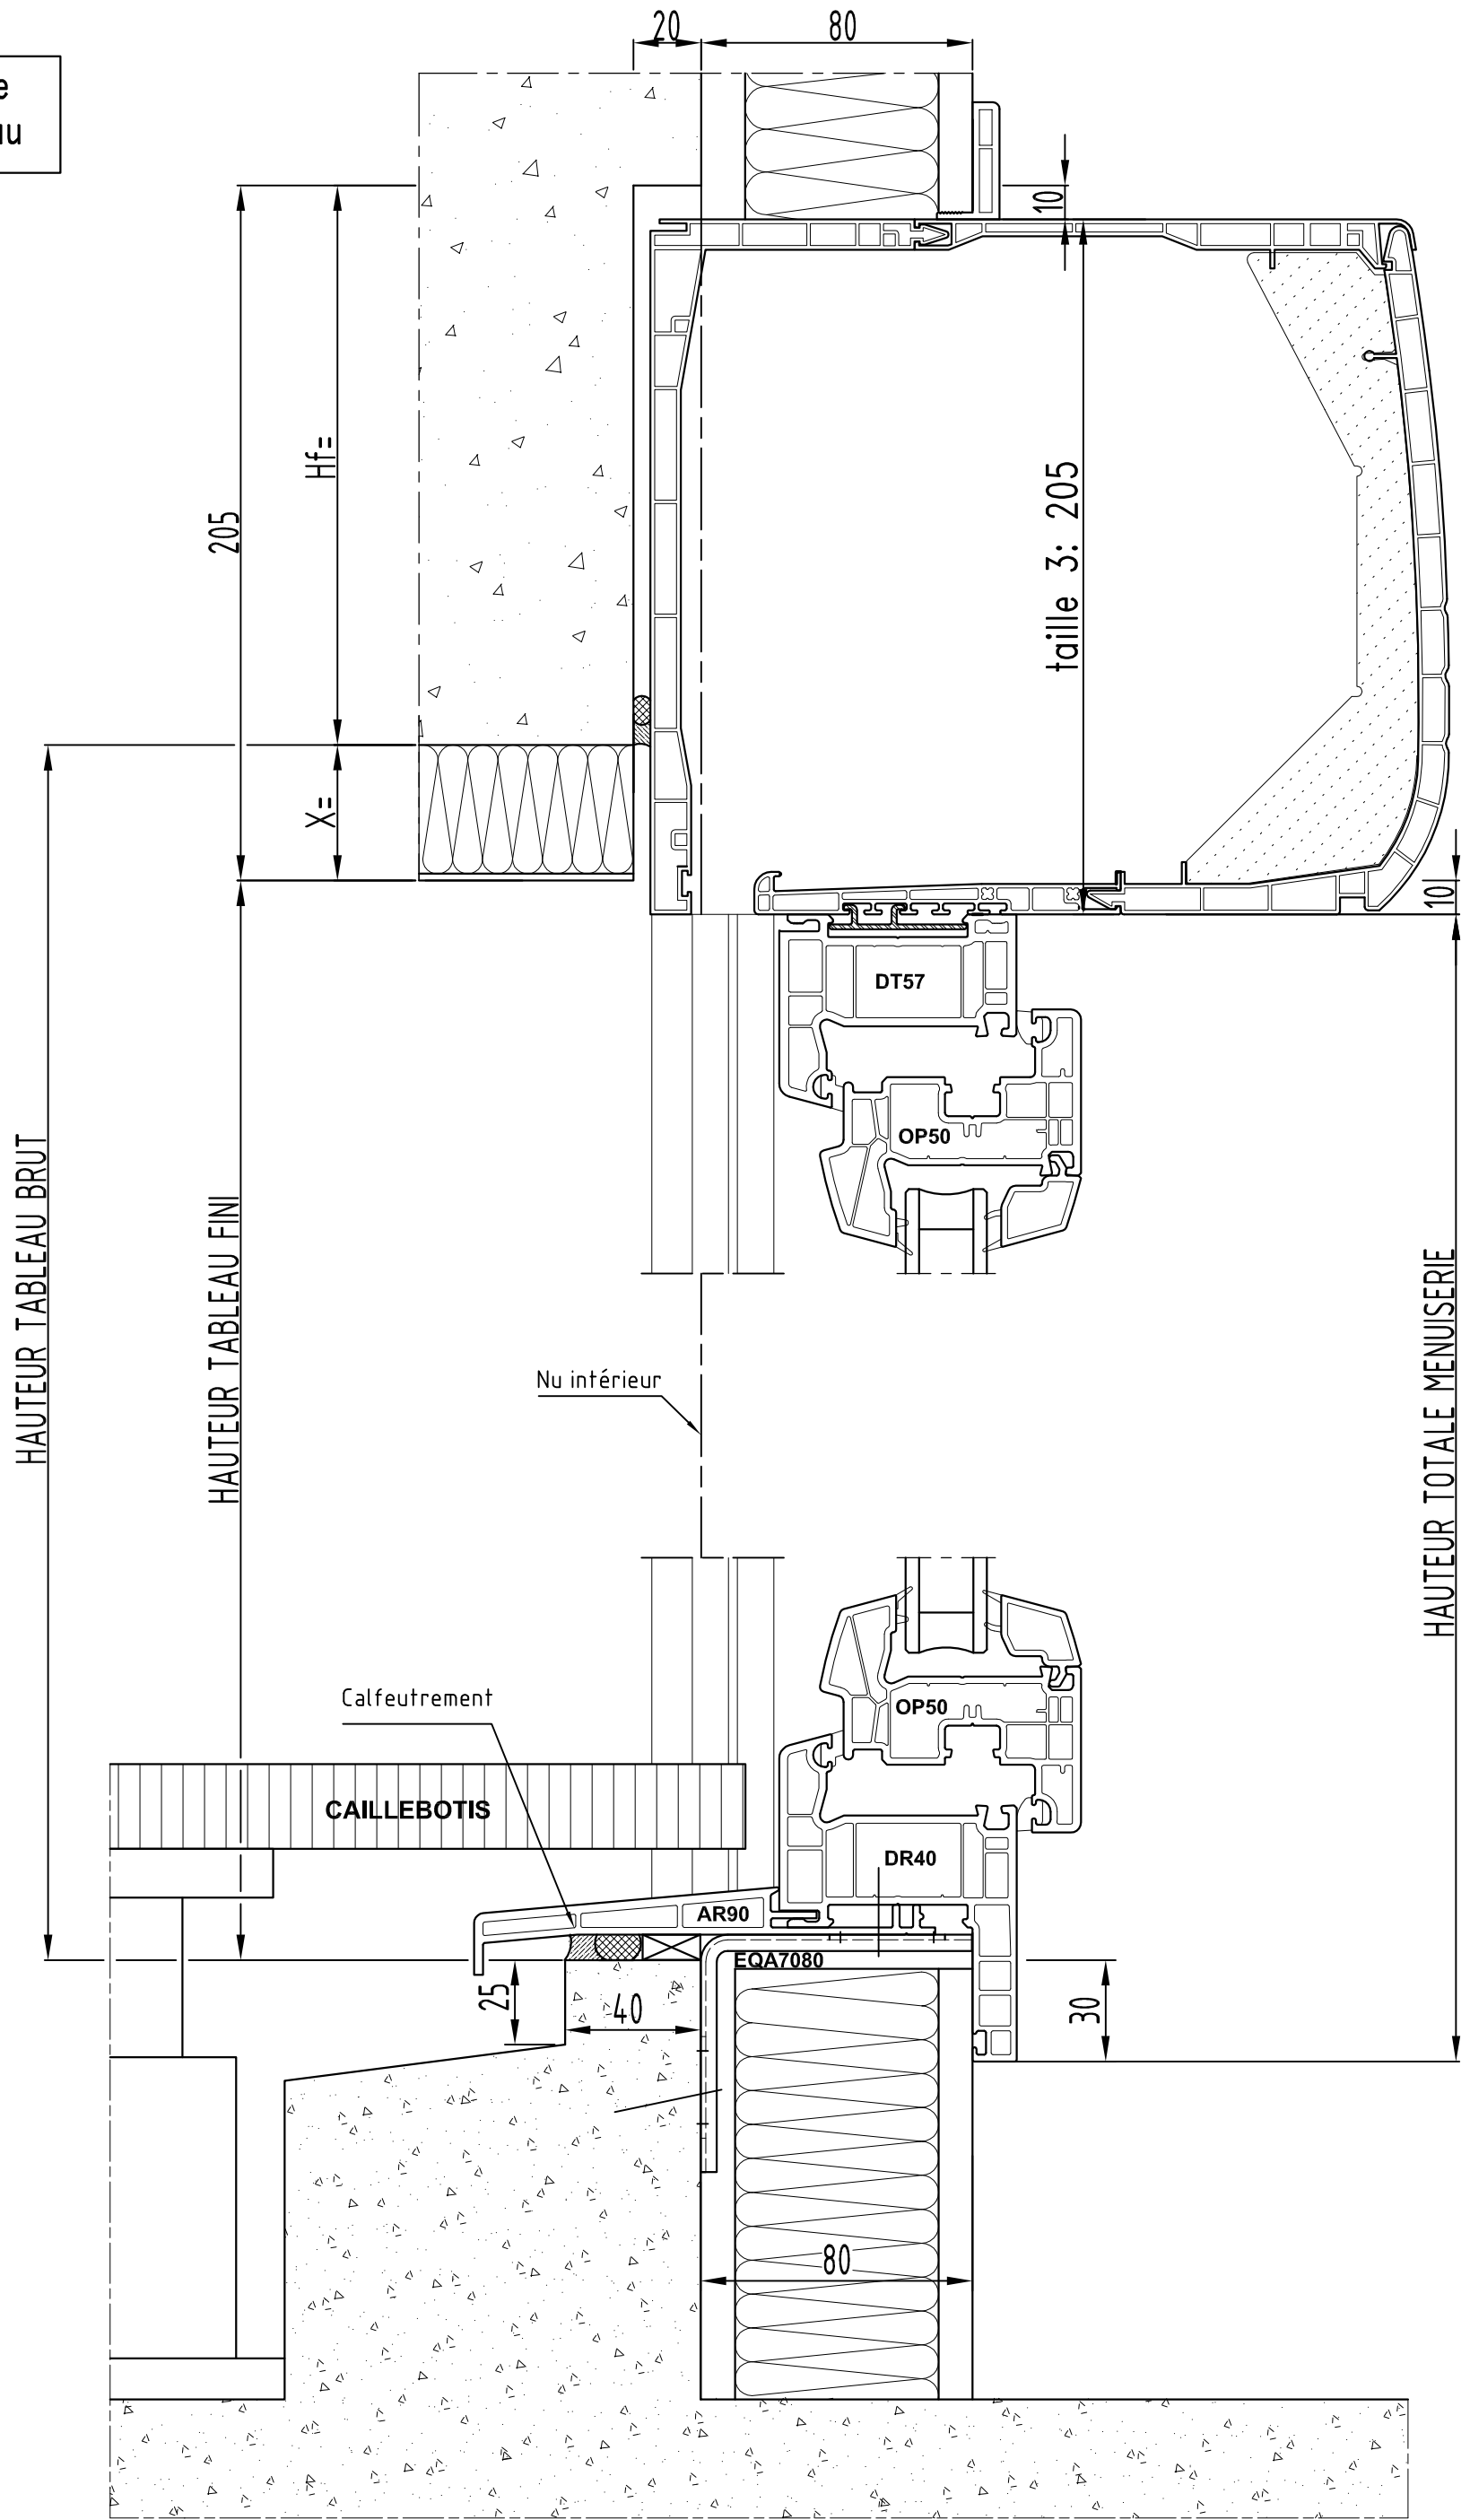 20
80
e
u
10
Hf=
205
taille 3: 205
X=
10
DT57
OP50
HAUTEUR TABLEAU BRUT
HAUTEUR TABLEAU FINI
HAUTEUR TOTALE MENUISERIE
Nu intérieur
OP50
Calfeutrement
CAILLEBOTIS
DR40
AR90
EQA7080
25
40
30
80